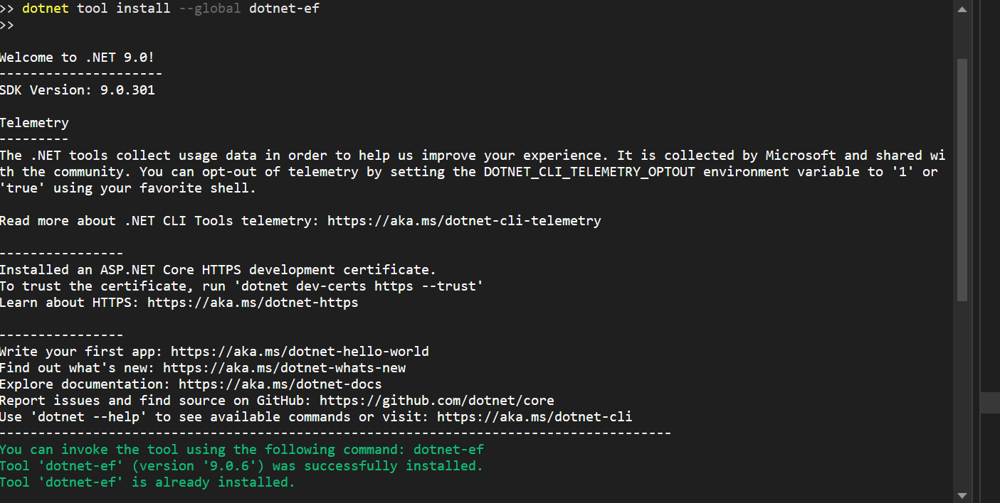 >> dotnet tool install --global dotnet-ef
>>
Welcome to .NET 9.0!
---------------------
SDK Version: 9.0.301
Telemetry
---------
The .NET tools collect usage data in order to help us improve your experience. It is collected by Microsoft and shared wi
th the community. You can opt-out of telemetry by setting the DOTNET_CLI_TELEMETRY_OPTOUT environment variable to '1' or
'true' using your favorite shell.
Read more about .NET CLI Tools telemetry: https://aka.ms/dotnet-cli-telemetry
----------------
Installed an ASP.NET Core HTTPS development certificate.
To trust the certificate, run 'dotnet dev-certs https --trust'
Learn about HTTPS: https://aka.ms/dotnet-https
----------------
Write your first app: https://aka.ms/dotnet-hello-world
Find out what's new: https://aka.ms/dotnet-whats-new
Explore documentation: https://aka.ms/dotnet-docs
Report issues and find source on GitHub: https://github.com/dotnet/core
Use 'dotnet --help' to see available commands or visit: https://aka.ms/dotnet-cli
--------------------------------------------------------------------------------------
You can invoke the tool using the following command: dotnet-ef
Tool 'dotnet-ef' (version '9.0.6') was successfully installed.
Tool 'dotnet-ef' is already installed.